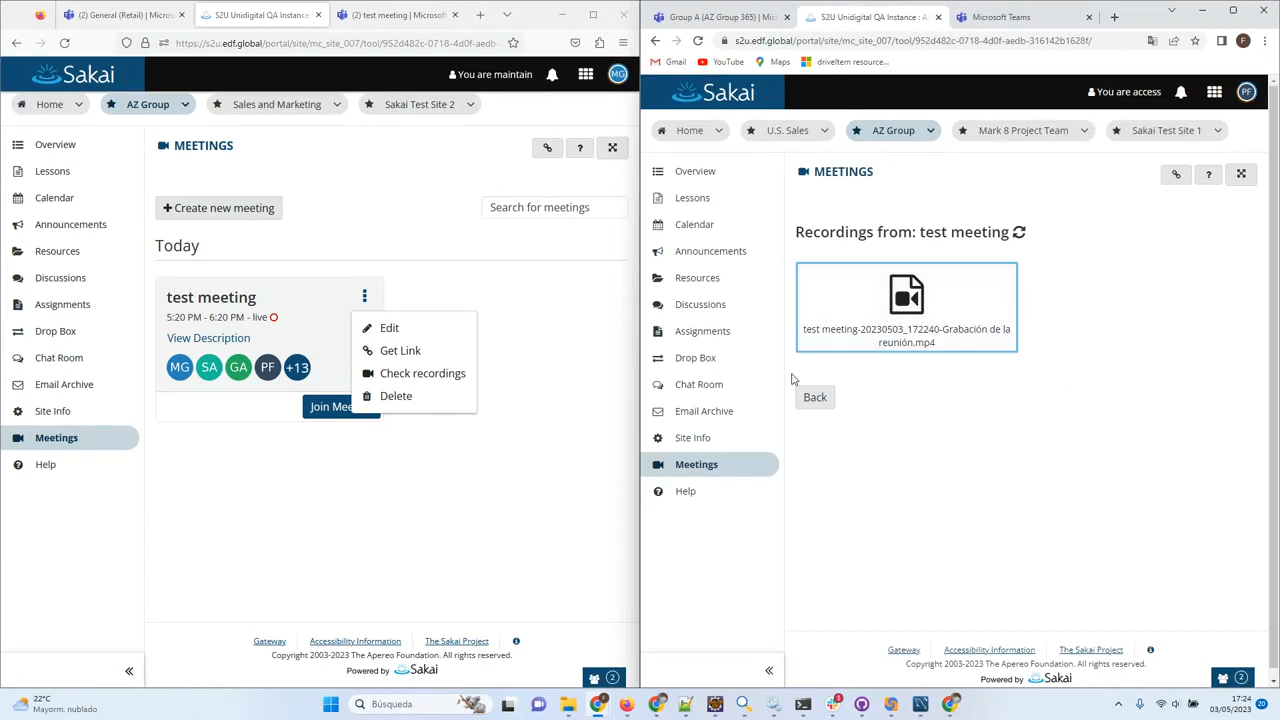 (2) General (Retail) | Micros
S2U Unidigital QA Instance :
(2) test meeting | Microsoft
https://s2u.edf.global/portal/site/mc_site_007/tool/952d482c-0718-4d0f-aedb-
Sakai
You are maintain
MG
Home
AZ Group
Sales and Marketing
Sakai Test Site 2
Overview
Lessons
Calendar
Announcements
Resources
Discussions
Assignments
Drop Box
Chat Room
Email Archive
Site Info
Meetings
Help
MEETINGS
?
Create new meeting
Search for meetings
Today
test meeting
5:20 PM - 6:20 PM - live
View Description
MG SA GA PF +13
Join Mee
Edit
Get Link
Check recordings
Delete
Gateway
Accessibility Information
The Sakai Project
Copyright 2003-2023 The Apereo Foundation. All rights reserved.
Powered by Sakai
2
Group A (AZ Group 365) | Mic
S2U Unidigital QA Instance : A
Microsoft Teams
s2u.edf.global/portal/site/mc_site_007/tool/952d482c-0718-4d0f-aedb-316142b1628f/
F
Gmail
YouTube
Maps
driveItem resource...
Sakai
You are access
PF
Home
U.S. Sales
AZ Group
Mark 8 Project Team
Sakai Test Site 1
Overview
Lessons
Calendar
Announcements
Resources
Discussions
Assignments
Drop Box
Chat Room
Email Archive
Site Info
Meetings
Help
MEETINGS
?
Recordings from: test meeting
test meeting-20230503_172240-Grabación de la
reunión.mp4
Back
Gateway
Accessibility Information
The Sakai Project
Copyright 2003-2023 The Apereo Foundation. All rights reserved.
Powered by Sakai
2
22°C
Mayorm. nublado
Búsqueda
17:24
03/05/2023
20